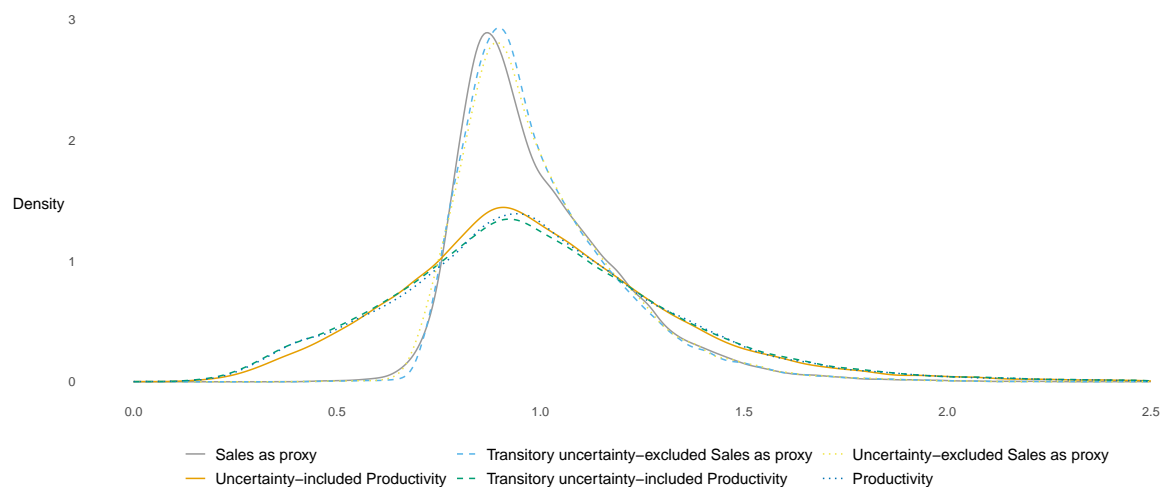 3
2
Density
1
0
0.0 0.5 1.0 1.5 2.0 2.5
Sales as proxy Transitory uncertainty−excluded Sales as proxy Uncertainty−excluded Sales as proxy
Uncertainty−included Productivity Transitory uncertainty−included Productivity Productivity